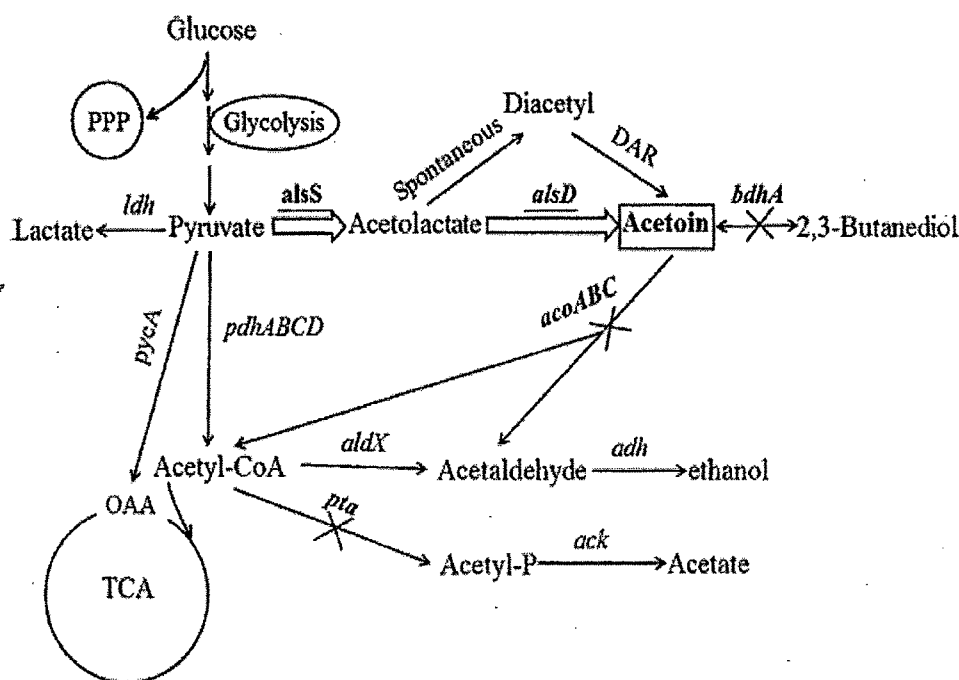 Glucose
PPP
Glycolysis
Diacetyl
Spontaneous
DAR
Lactate
ldh
Pyruvate
alsS
Acetolactate
alsD
Acetoin
bdhA
2,3-Butanediol
pycA
pdhABCD
acoABC
Acetyl-CoA
aldX
Acetaldehyde
adh
ethanol
OAA
pta
Acetyl-P
ack
Acetate
TCA